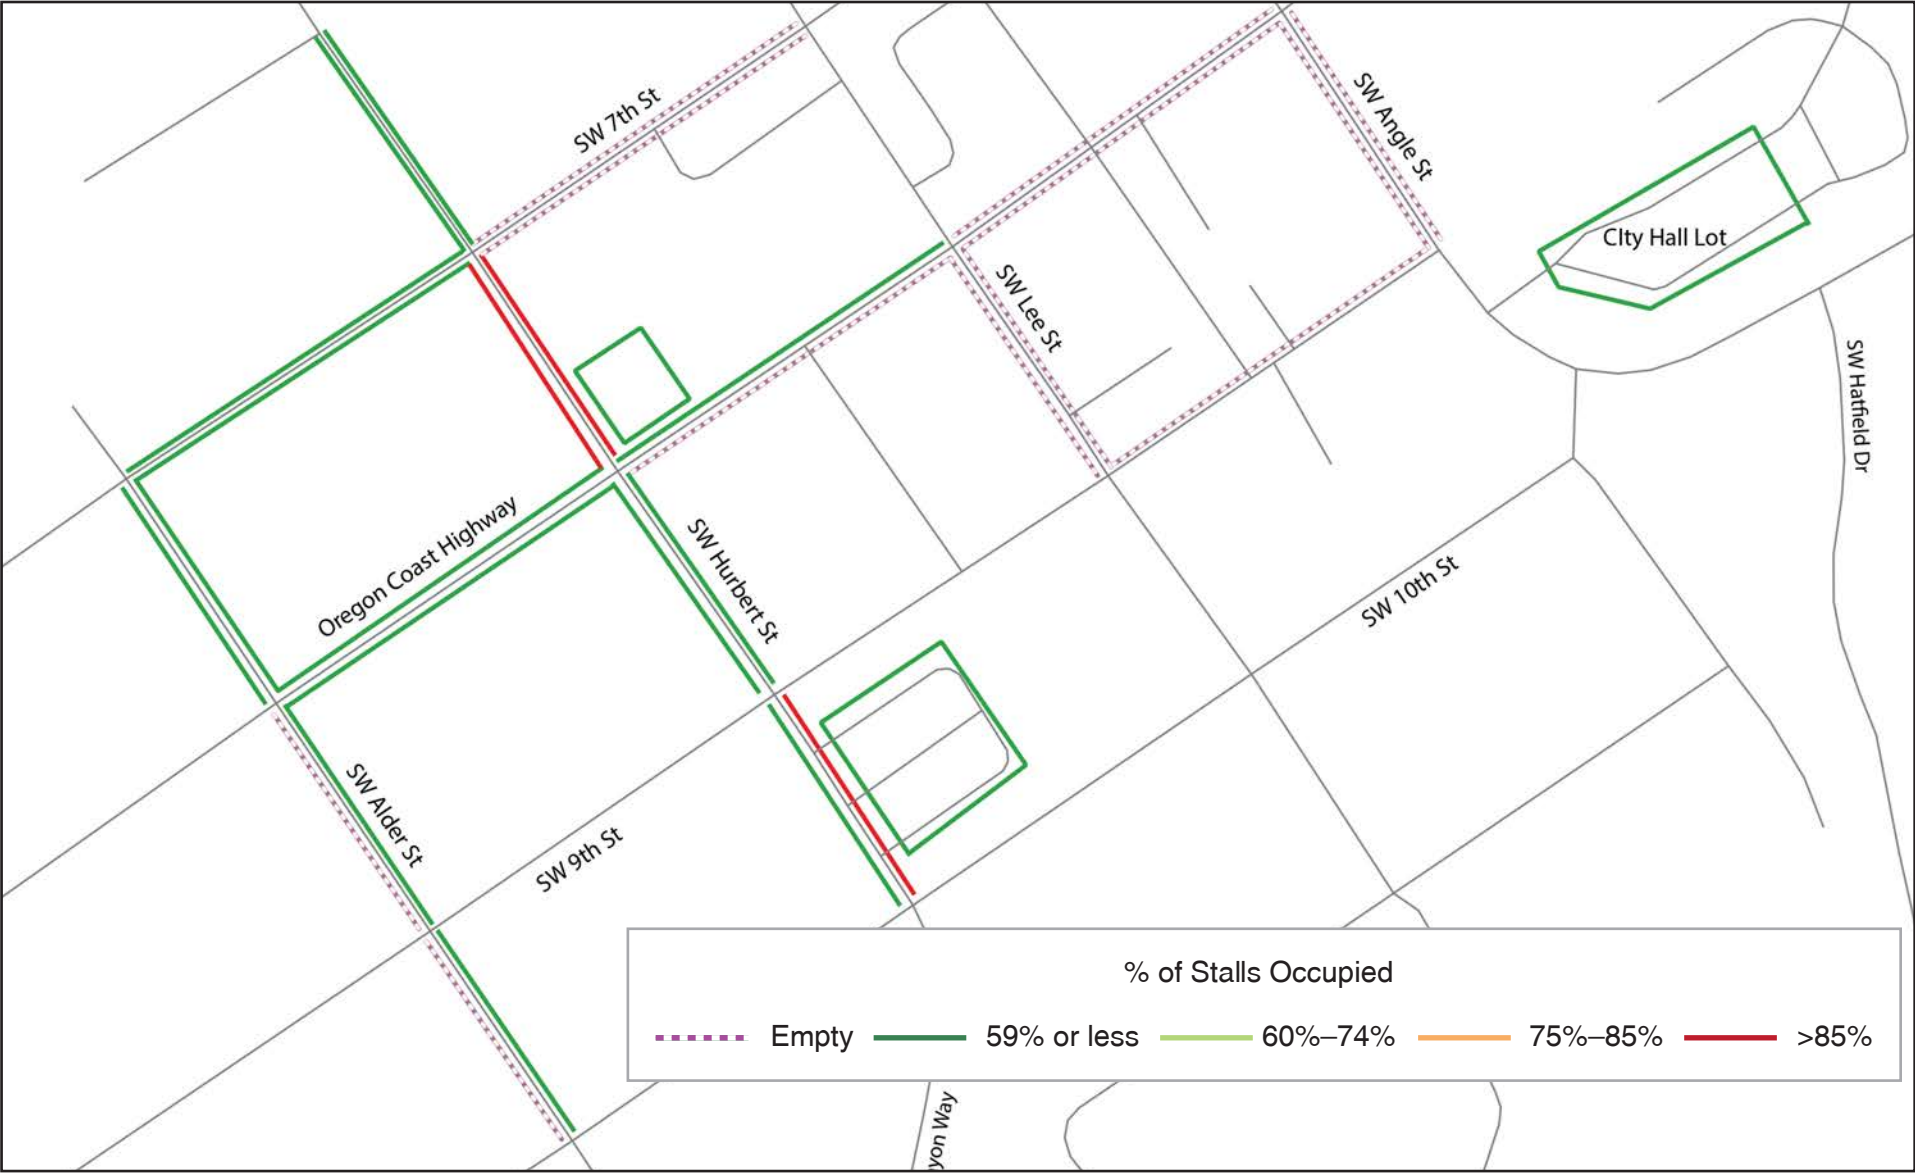 SW 7th St
SW Angle St
CIty Hall Lot
SW Lee St
SW Hatfield Dr
Oregon Coast Highway
SW Hurbert St
SW 10th St
SW Alder St
SW 9th St
% of Stalls Occupied
Empty 59% or less 60%–74% 75%–85% >85%
yon Way